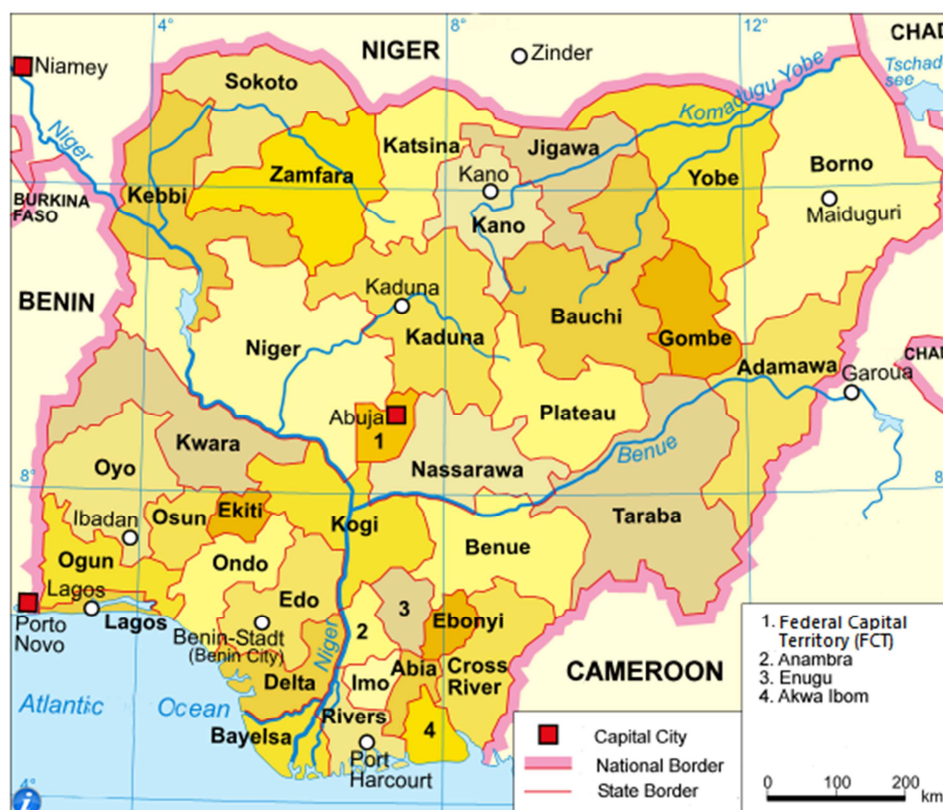 4°
8°
12°
CHAD
NIGER
Zinder
Niamey
Sokoto
Tschad-
see
Komadugu Yobe
Niger
Katsina
Jigawa
Zamfara
Kano
Yobe
Borno
BURKINA
FASO
Kebbi
Maiduguri
Kano
Kaduna
BENIN
Bauchi
Niger
Kaduna
Gombe
CHAD
Adamawa
Garoua
Abuja
1
Plateau
Kwara
Benue
Oyo
Nassarawa
8°
8
Ibadan
Osun
Ekiti
Kogi
Taraba
Ogun
Ondo
Benue
Lagos
Edo
3
Ebonyi
Porto
Novo
Lagos
Benin-Stadt
(Benin City)
Niger
2
Abia
Cross
River
Imo
CAMEROON
Delta
Atlantic Ocean
Rivers
4
Bayelsa
Port
Harcourt
4°
i
1. Federal Capital
Territory (FCT)
2. Anambra
3. Enugu
4 Akwa Ibom
Capital City
National Border
State Border
0 100 200
km